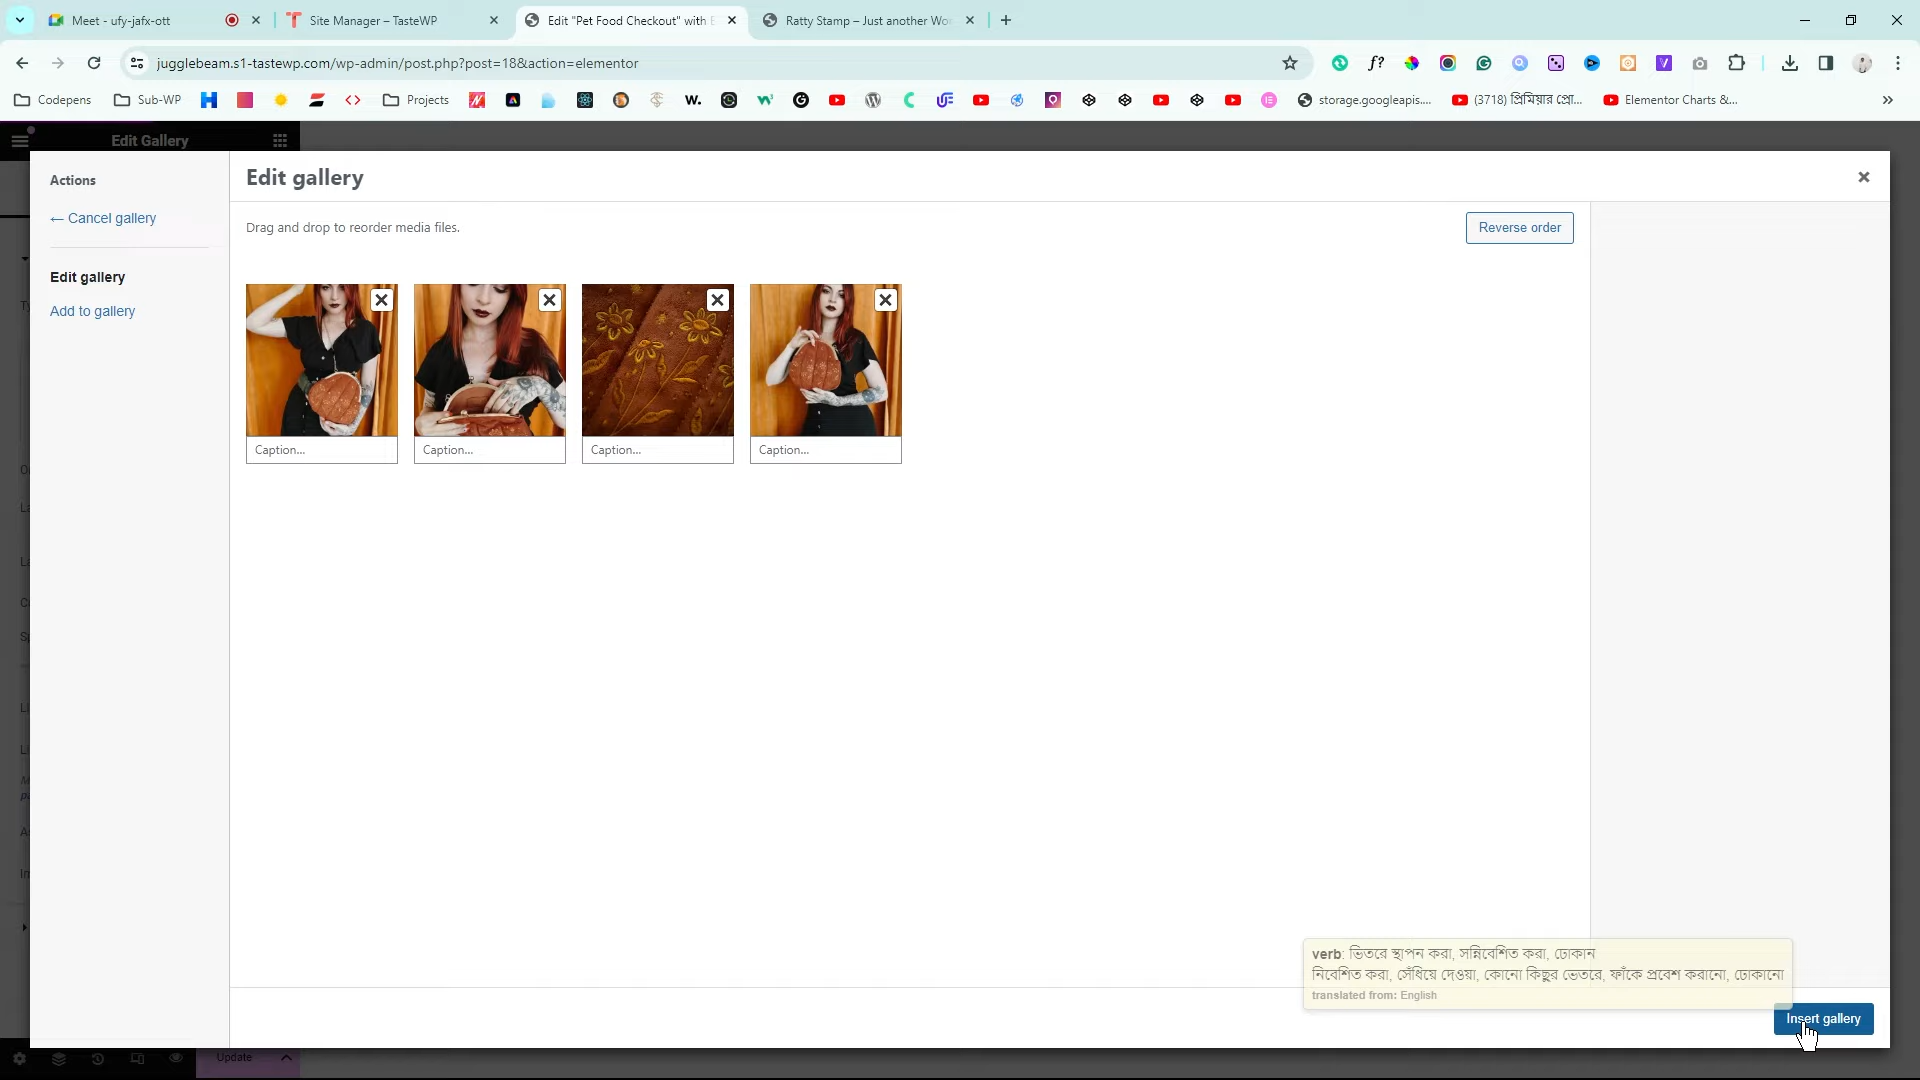 Meet - ufy-jafx-ott
Site Manager – TasteWP
Edit "Pet Food Checkout" with E
Ratty Stamp – Just another Wo
jugglebeam.s1-tastewp.com/wp-admin/post.php?post=18&action=elementor
Codepens
Sub-WP
Projects
storage.googleapis....
(3718) প্রিমিয়ার প্রো...
Elementor Charts &...
Edit Gallery
Actions
← Cancel gallery
Edit gallery
Add to gallery
Edit gallery
Drag and drop to reorder media files.
Reverse order
Caption...
Caption...
Caption...
Caption...
verb: ভিতরে স্থাপন করা, সন্নিবেশিত করা, ঢোকান
নিবেশিত করা, সেঁধিয়ে দেওয়া, কোনো কিছুর ভেতরে, ফাঁকে প্রবেশ করানো, ঢোকানো
translated from: English
Insert gallery
Update